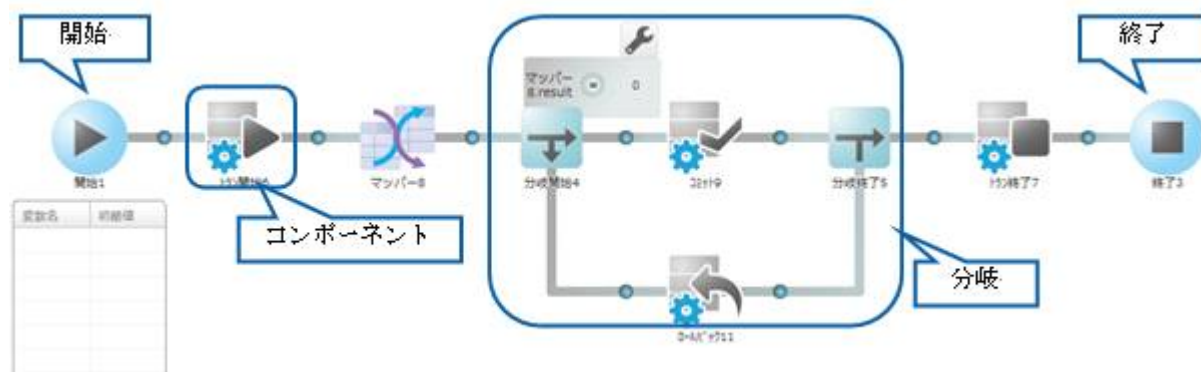 開始
終了
マッパー
8.result
=
0
開始1
トラン開始6
マッパー8
分岐開始4
コミット9
分岐終了5
トラン終了7
終了3
変数名
初期値
コンポーネント
分岐
ロールバック11